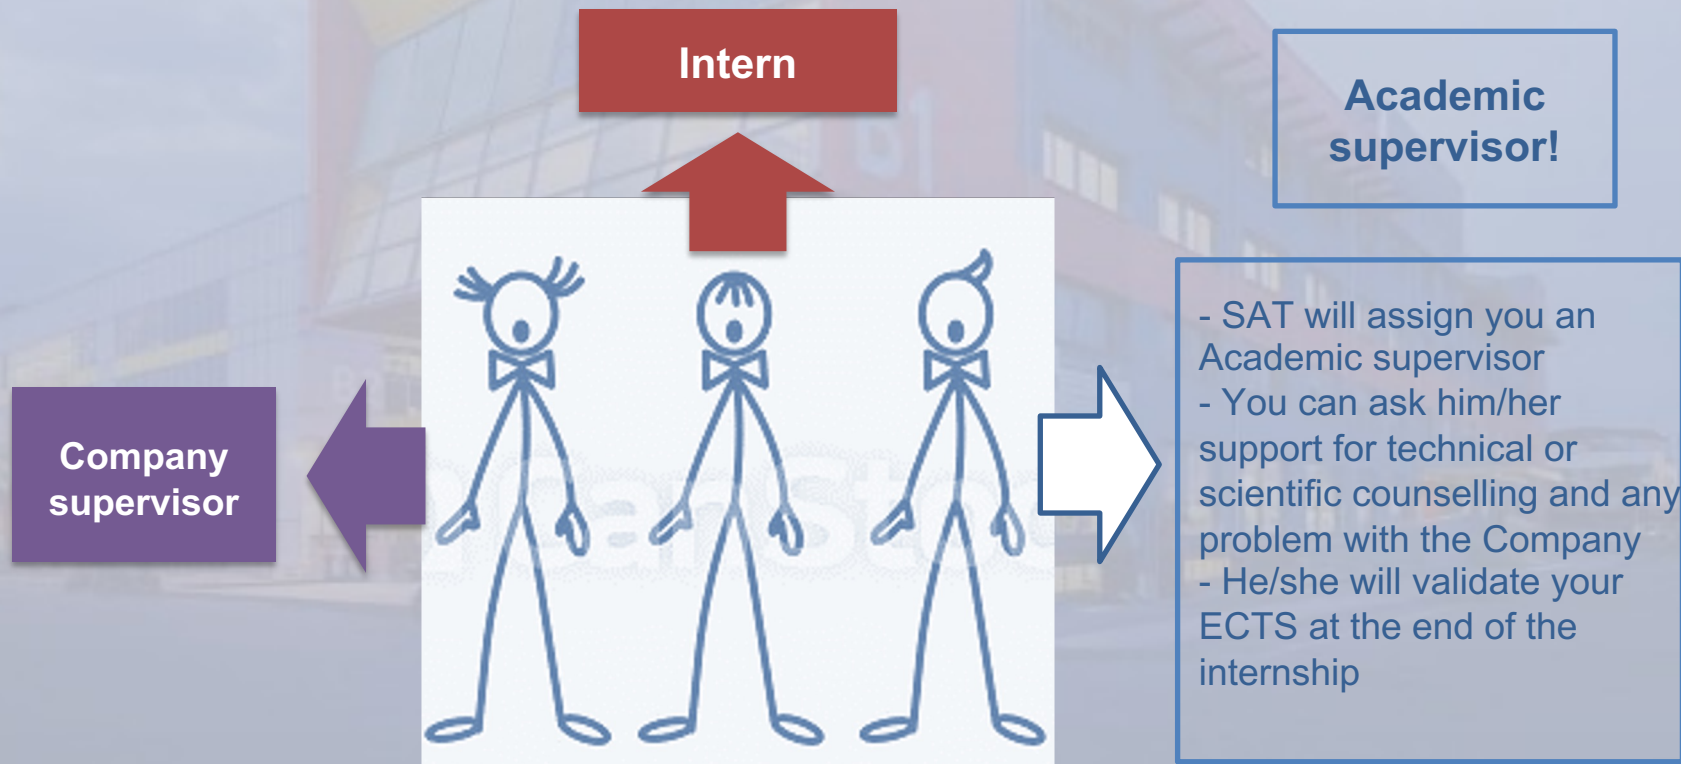 Intern
Academic
supervisor!
Company
supervisor
- SAT will assign you an
Academic supervisor
- You can ask him/her
support for technical or
scientific counselling and any
problem with the Company
- He/she will validate your
ECTS at the end of the
internship
B1